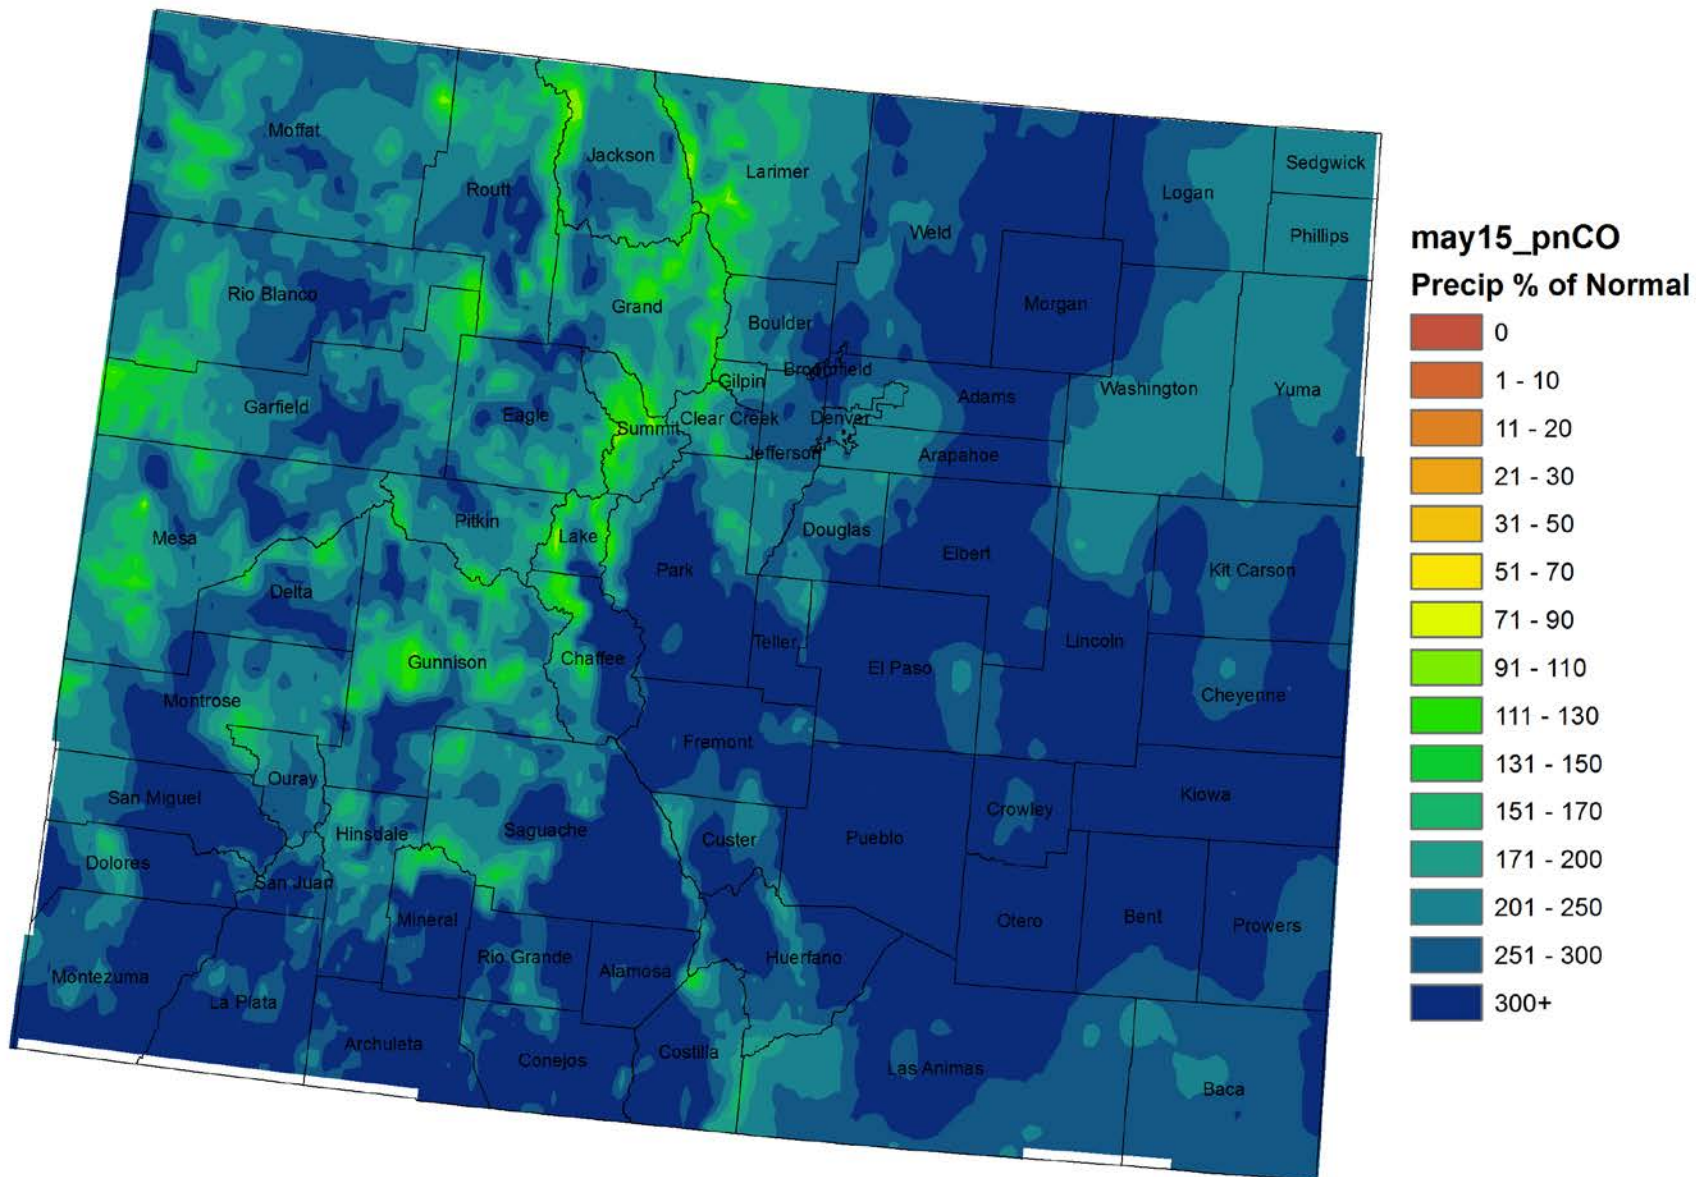 may15_pnCO
Precip % of Normal
0
1 - 10
11 - 20
21 - 30
31 - 50
51 - 70
71 - 90
91 - 110
111 - 130
131 - 150
151 - 170
171 - 200
201 - 250
251 - 300
300+
Moffat
Routt
Jackson
Larimer
Weld
Logan
Sedgwick
Phillips
Rio Blanco
Grand
Boulder
Morgan
Garfield
Eagle
Summit
Gilpin
Clear Creek
Broomfield
Denver
Jefferson
Adams
Arapahoe
Washington
Yuma
Mesa
Pitkin
Lake
Park
Douglas
Elbert
Kit Carson
Delta
Gunnison
Chaffee
Teller
El Paso
Lincoln
Cheyenne
Montrose
Ouray
Fremont
San Miguel
Hinsdale
Saguache
Custer
Pueblo
Crowley
Kiowa
Dolores
San Juan
Mineral
Rio Grande
Alamosa
Huerfano
Otero
Bent
Prowers
Montezuma
La Plata
Archuleta
Conejos
Costilla
Las Animas
Baca